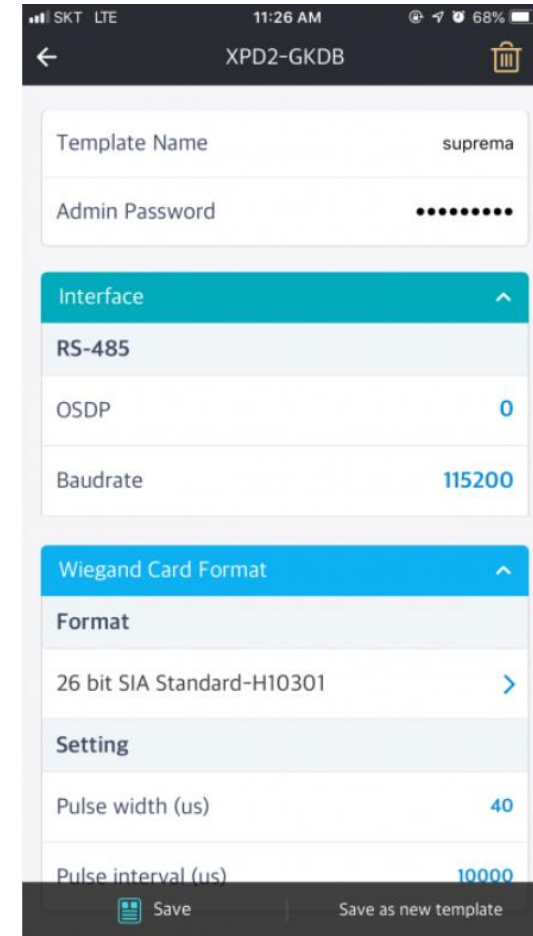 SKT LTE 11:26 AM 68%
XPD2-GKDB
Template Name suprema
Admin Password •••••••••
Interface
RS-485
OSDP 0
Baudrate 115200
Wiegand Card Format
Format
26 bit SIA Standard-H10301
Setting
Pulse width (us) 40
Pulse interval (us) 10000
Save Save as new template